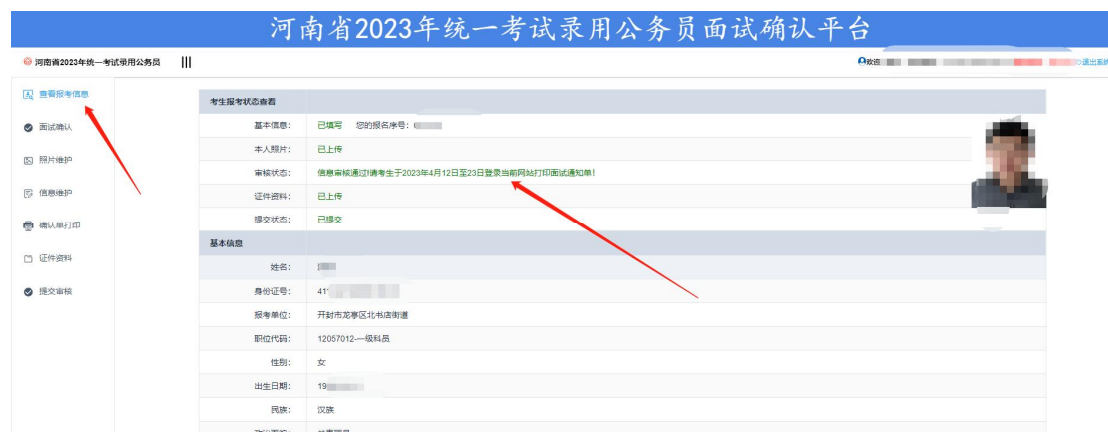 河南省2023年统一考试录用公务员面试确认平台
河南省2023年统一考试录用公务员
欢迎
退出系统
查看报考信息
面试确认
照片维护
信息维护
确认单打印
证件资料
提交审核
考生报考状态查看
基本信息： 已填写 您的报名序号：
本人照片： 已上传
审核状态： 信息审核通过!请考生于2023年4月12日至23日登录当前网站打印面试通知单!
证件资料： 已上传
提交状态： 已提交
基本信息
姓名：
身份证号： 41
报考单位： 开封市龙亭区北书店街道
职位代码： 12057012-一级科员
性别： 女
出生日期： 19
民族： 汉族